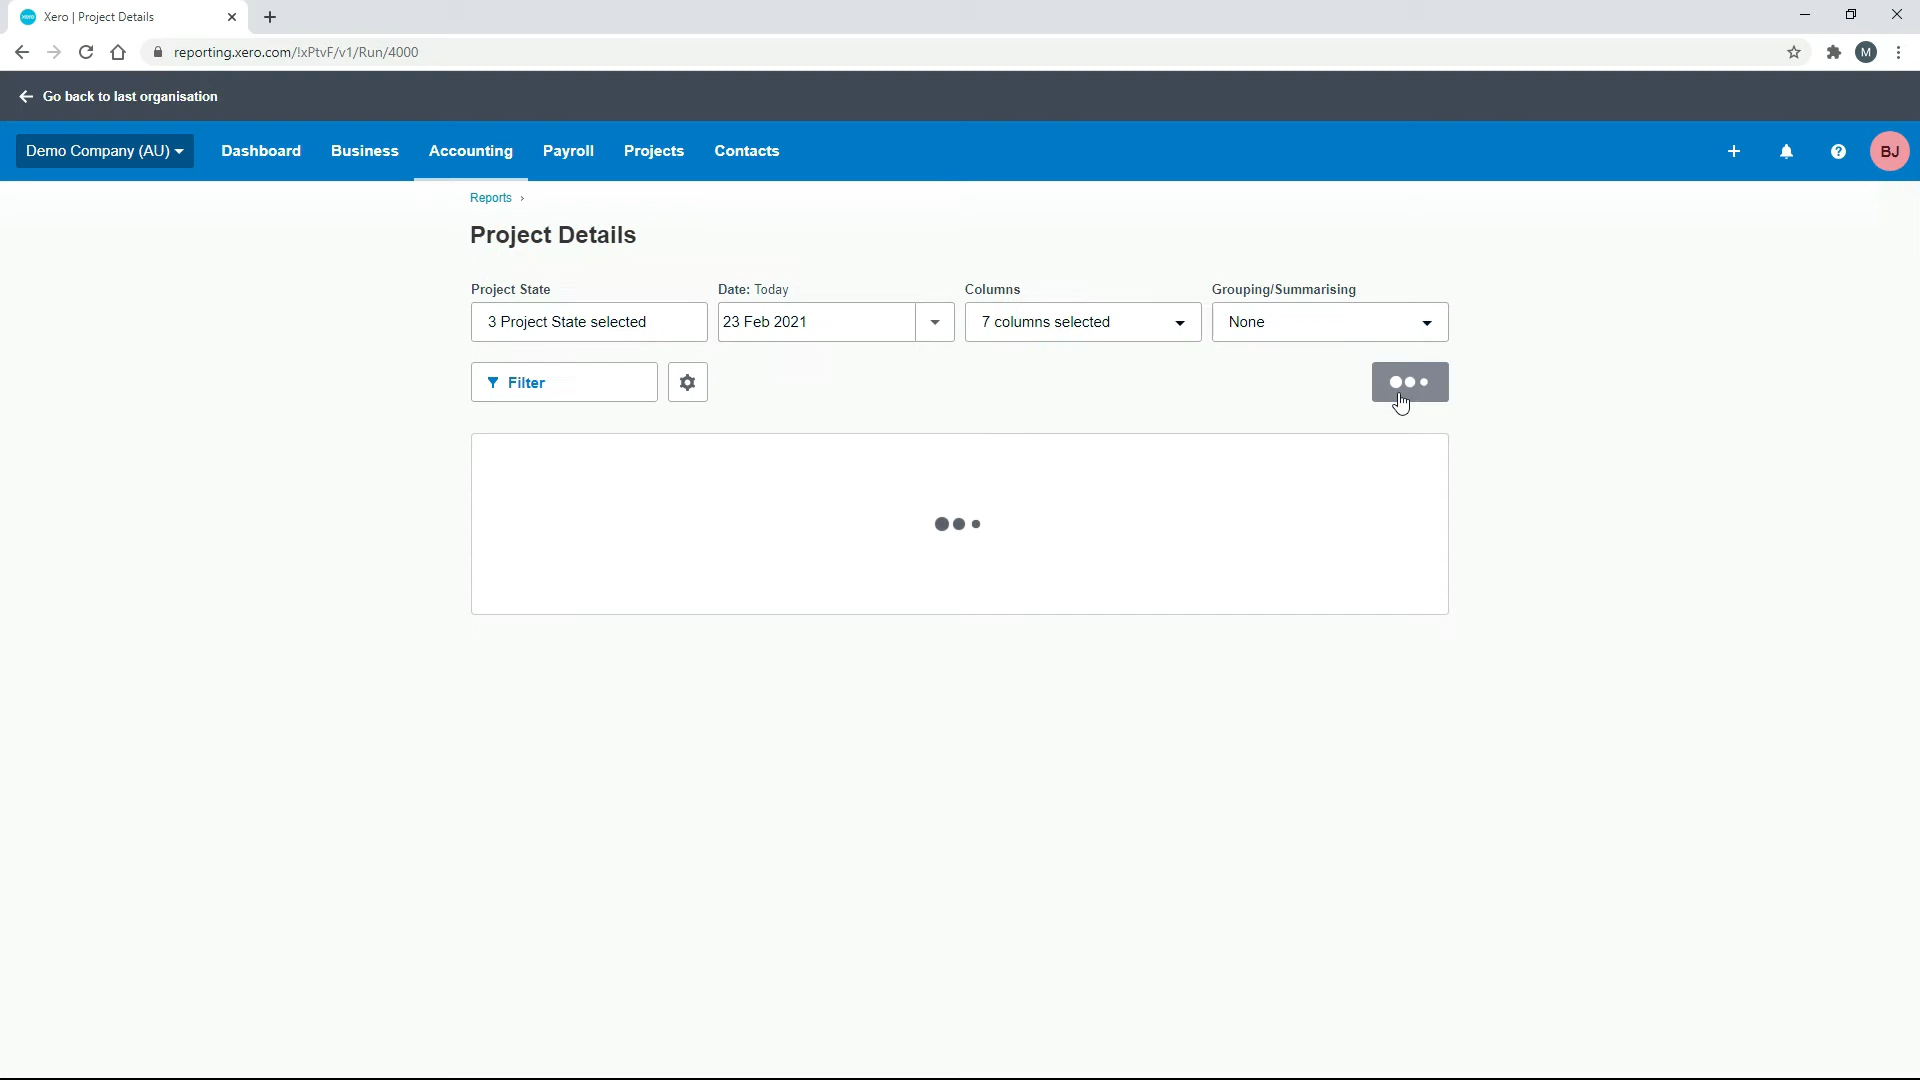 Xero | Project Details
reporting.xero.com/!xPtvF/v1/Run/4000
M
Go back to last organisation
Demo Company (AU) Dashboard Business Accounting Payroll Projects Contacts + ? BJ
Reports ›
Project Details
Project State Date: Today Columns Grouping/Summarising
3 Project State selected 23 Feb 2021 7 columns selected None
Filter